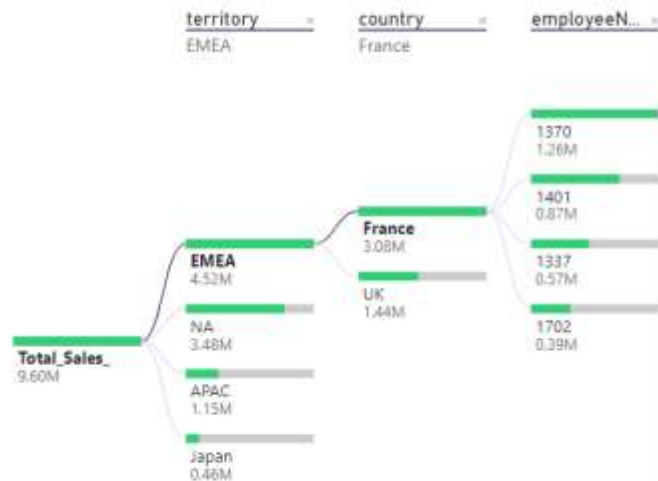 territory ×
EMEA
country ×
France
employeeN... ×
1370
1.26M
1401
0.87M
1337
0.57M
1702
0.39M
France
3.08M
UK
1.44M
EMEA
4.52M
NA
3.48M
APAC
1.15M
Japan
0.46M
Total_Sales_
9.60M